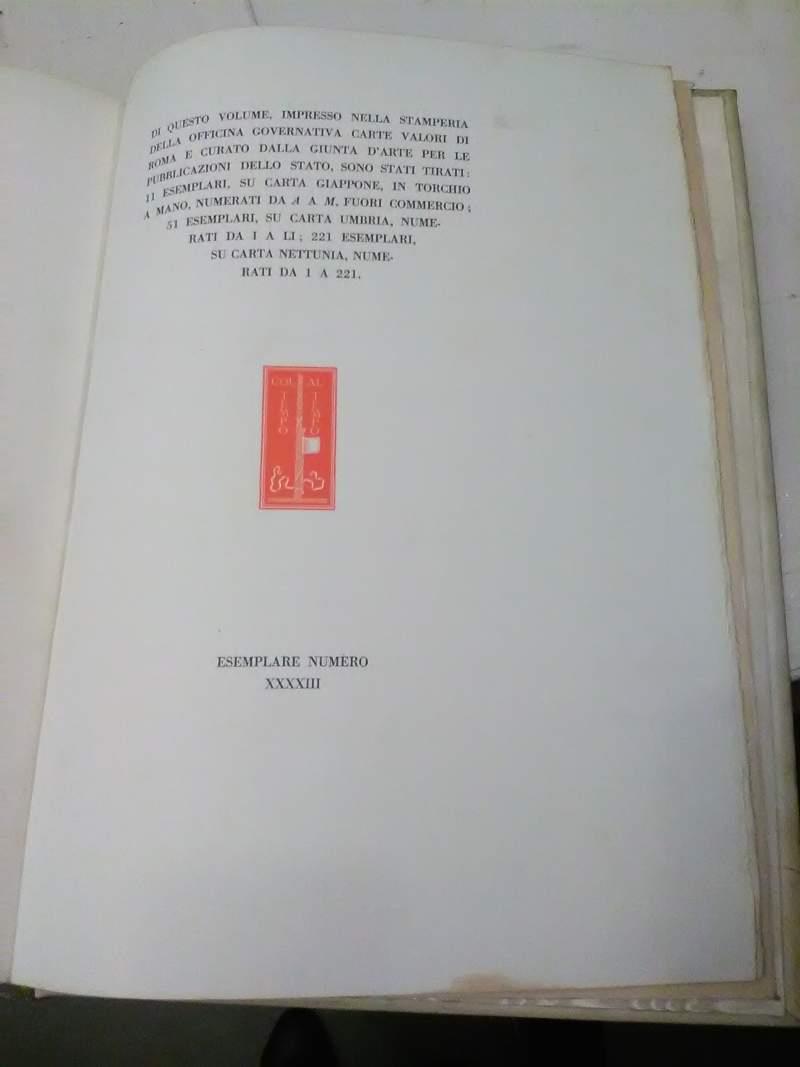 DI QUESTO VOLUME, IMPRESSO NELLA STAMPERIA
DELLA OFFICINA GOVERNATIVA CARTE VALORI DI
ROMA E CURATO DALLA GIUNTA D'ARTE PER LE
PUBBLICAZIONI DELLO STATO, SONO STATI TIRATI:
11 ESEMPLARI, SU CARTA GIAPPONE, IN TORCHIO
A MANO, NUMERATI DA A A M, FUORI COMMERCIO;
51 ESEMPLARI, SU CARTA UMBRIA, NUME-
RATI DA I A LI; 221 ESEMPLARI,
SU CARTA NETTUNIA, NUME-
RATI DA 1 A 221.
COL TEMPO
AL TEMPO
ESEMPLARE NUMERO
XXXXIII